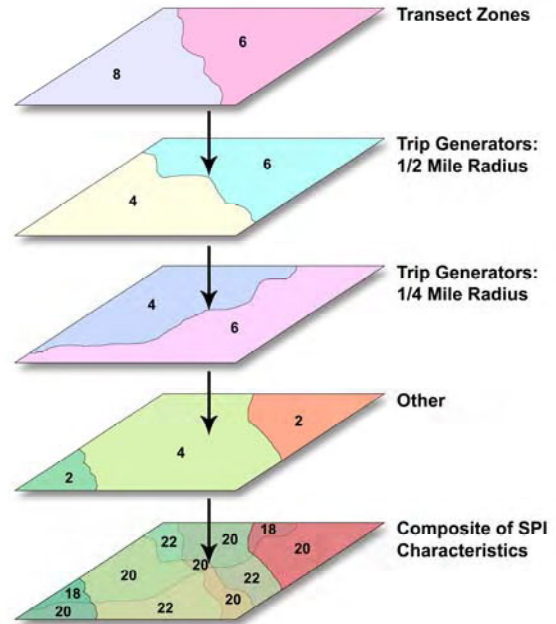 Transect Zones
6
8
Trip Generators:
1/2 Mile Radius
6
4
Trip Generators:
1/4 Mile Radius
4
6
Other
2
4
2
Composite of SPI
Characteristics
18
20
22
20
20
20
22
18
20
20
22